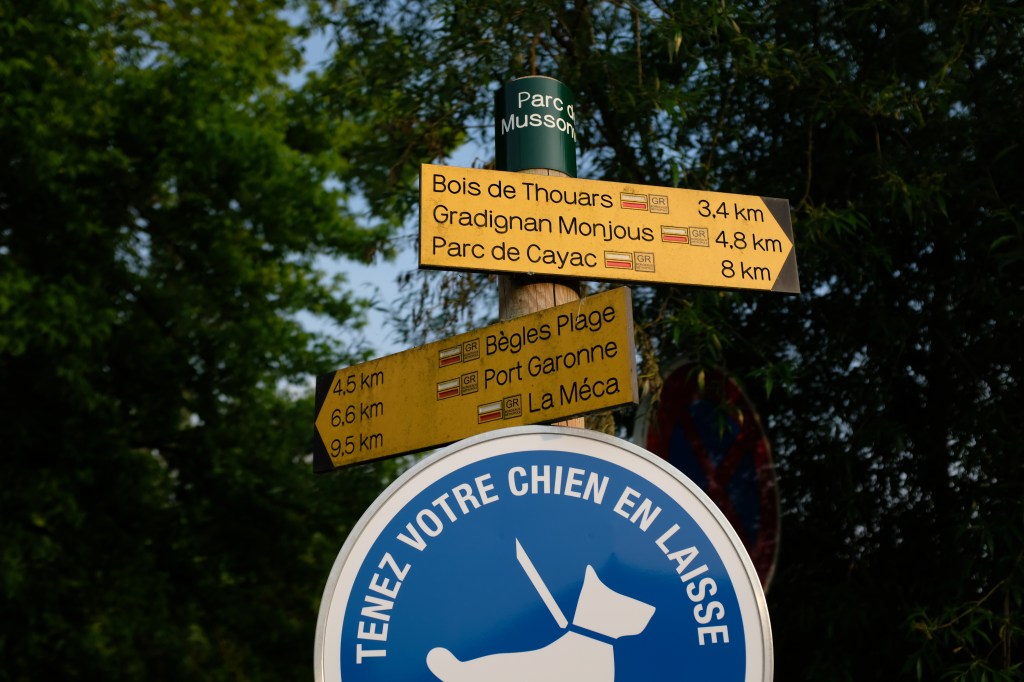 Parc d
Musson
Bois de Thouars GR 3,4 km
Gradignan Monjous GR 4,8 km
Parc de Cayac GR 8 km
4,5 km GR Bègles Plage
6,6 km GR Port Garonne
9,5 km GR La Méca
TENEZ VOTRE CHIEN EN LAISSE